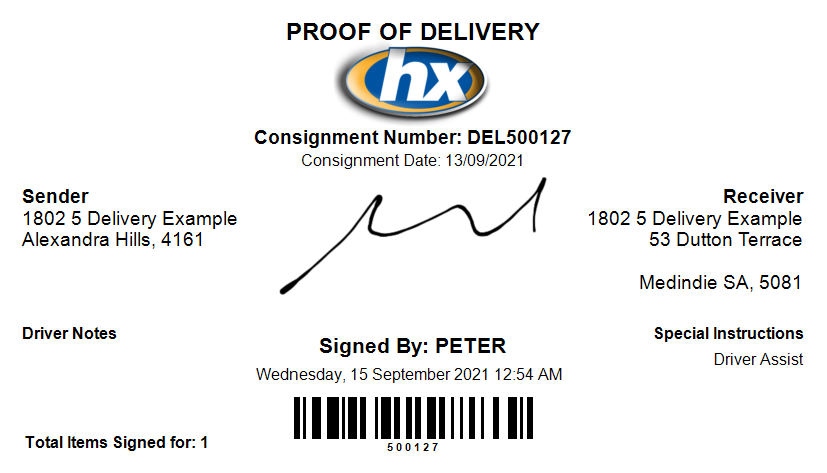 PROOF OF DELIVERY
hx
Consignment Number: DEL500127
Consignment Date: 13/09/2021
Sender
1802 5 Delivery Example
Alexandra Hills, 4161
Receiver
1802 5 Delivery Example
53 Dutton Terrace
Medindie SA, 5081
Driver Notes
Signed By: PETER
Wednesday, 15 September 2021 12:54 AM
Special Instructions
Driver Assist
500127
Total Items Signed for: 1